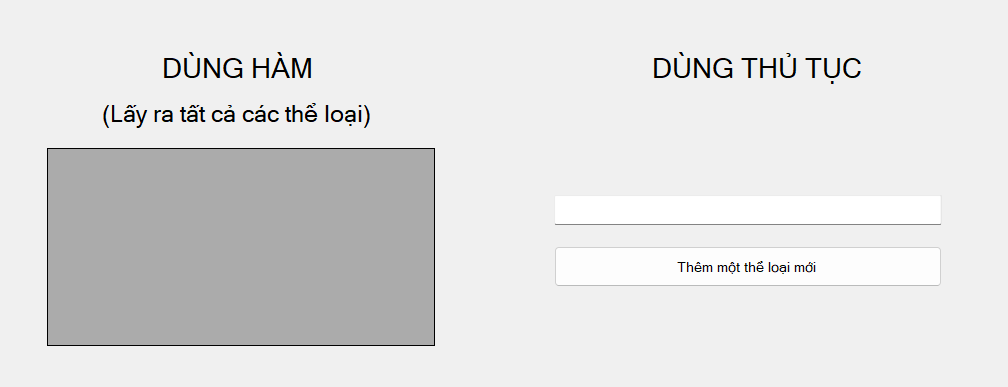 DÙNG HÀM
(Lấy ra tất cả các thể loại)
DÙNG THỦ TỤC
Thêm một thể loại mới